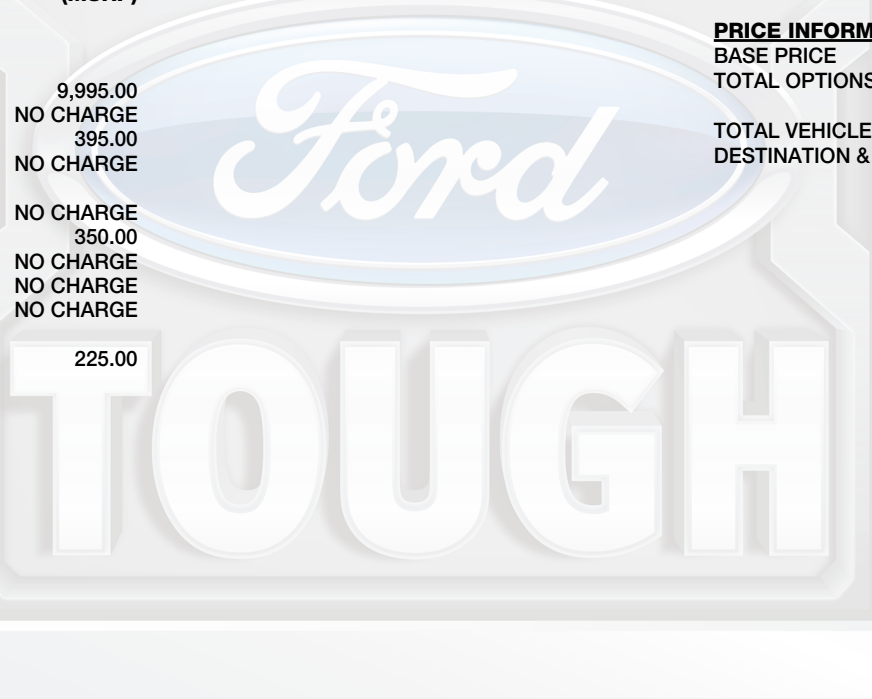 (MSRP)
9,995.00
NO CHARGE
395.00
NO CHARGE
NO CHARGE
350.00
NO CHARGE
NO CHARGE
NO CHARGE
225.00
PRICE INFORM
BASE PRICE
TOTAL OPTIONS
TOTAL VEHICLE
DESTINATION &
Ford
TOUGH